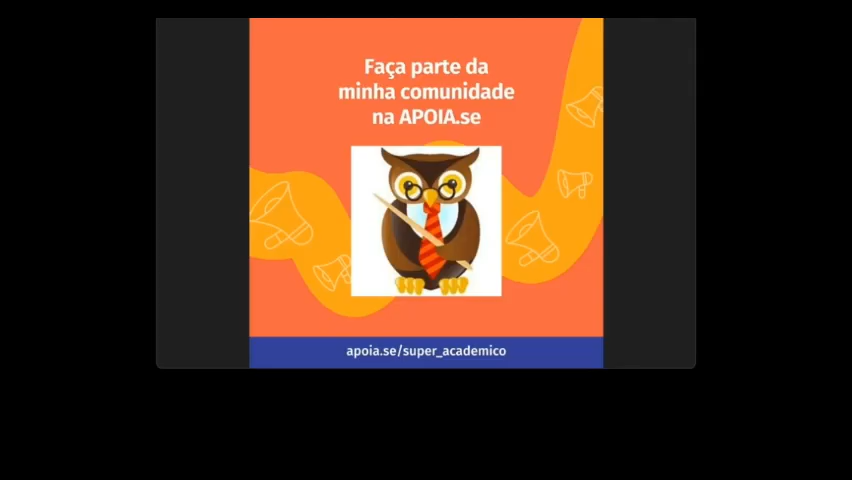 Faça parte da
minha comunidade
na APOIA.se
apoia.se/super_academico